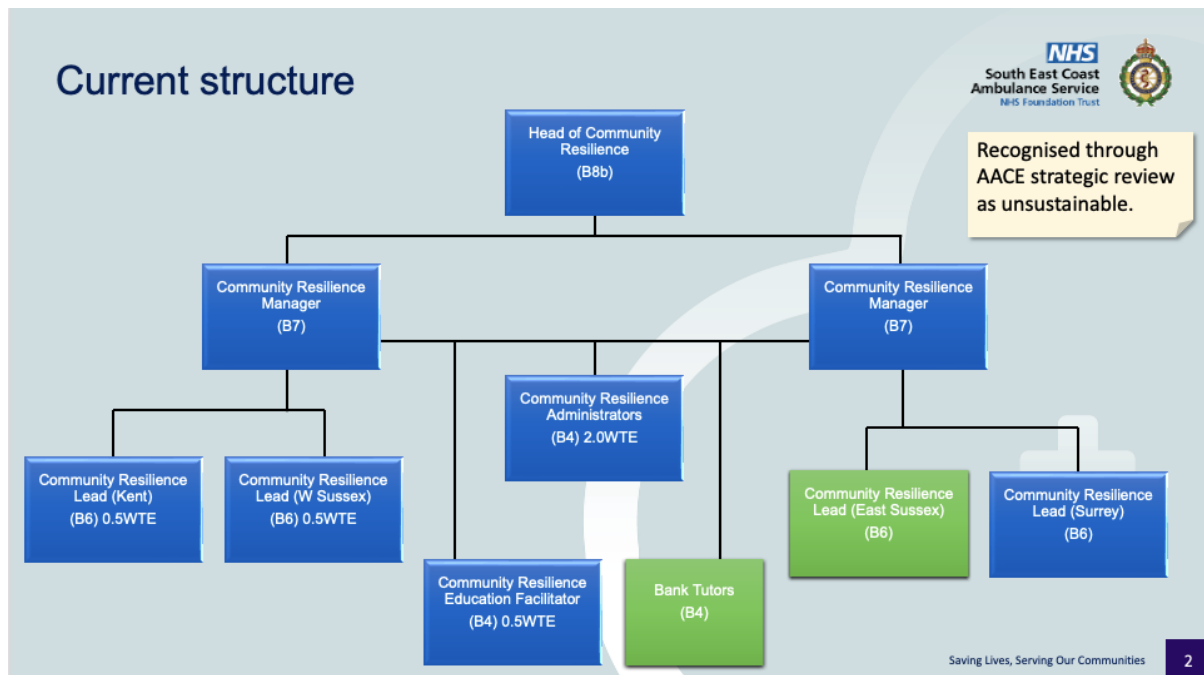 Current structure
NHS
South East Coast
Ambulance Service
NHS Foundation Trust
Head of Community
Resilience
(B8b)
Recognised through
AACE strategic review
as unsustainable.
Community Resilience
Manager
(B7)
Community Resilience
Manager
(B7)
Community Resilience
Administrators
(B4) 2.0WTE
Community Resilience
Lead (Kent)
(B6) 0.5WTE
Community Resilience
Lead (W Sussex)
(B6) 0.5WTE
Community Resilience
Lead (East Sussex)
(B6)
Community Resilience
Lead (Surrey)
(B6)
Community Resilience
Education Facilitator
(B4) 0.5WTE
Bank Tutors
(B4)
Saving Lives, Serving Our Communities
2